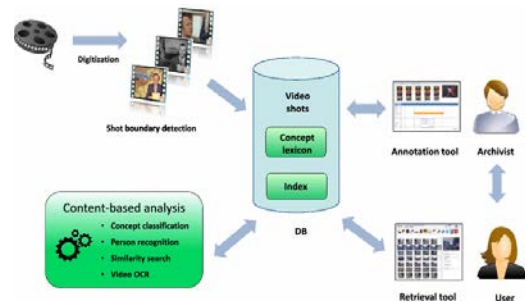 Digitization
Shot boundary detection
Video
shots
Concept
lexicon
Index
DB
Annotation tool
Archivist
Content-based analysis
• Concept classification
• Person recognition
• Similarity search
• Video OCR
Retrieval tool
User